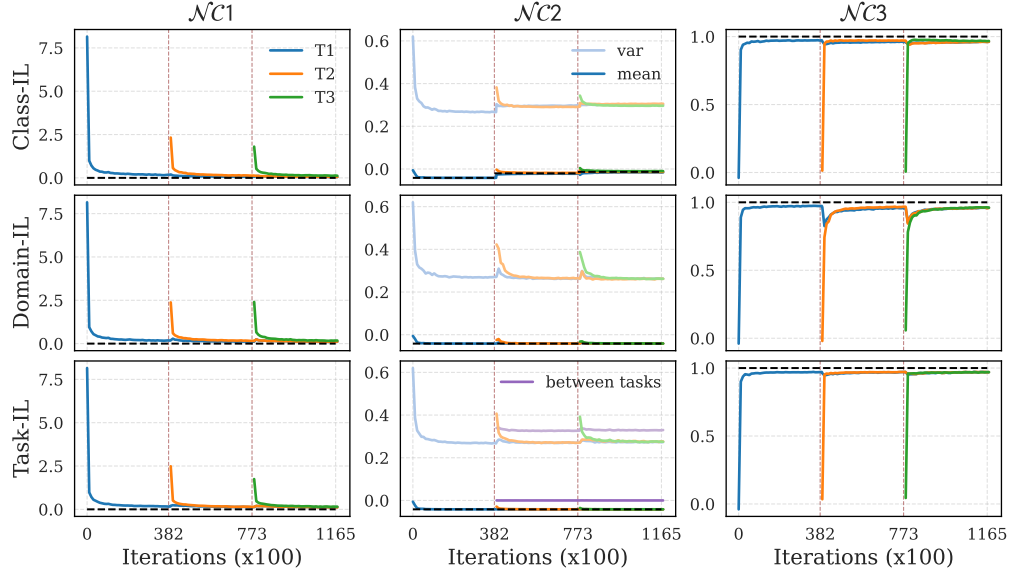 NC1 NC2 NC3
Class-IL
7.5
5.0
2.5
0.0
T1
T2
T3
0.6
0.4
0.2
0.0
var
mean
1.0
0.5
0.0
Domain-IL
7.5
5.0
2.5
0.0
0.6
0.4
0.2
0.0
1.0
0.5
0.0
Task-IL
7.5
5.0
2.5
0.0
0.6
0.4
0.2
0.0
between tasks
1.0
0.5
0.0
0 382 773 1165
0 382 773 1165
0 382 773 1165
Iterations (x100) Iterations (x100) Iterations (x100)